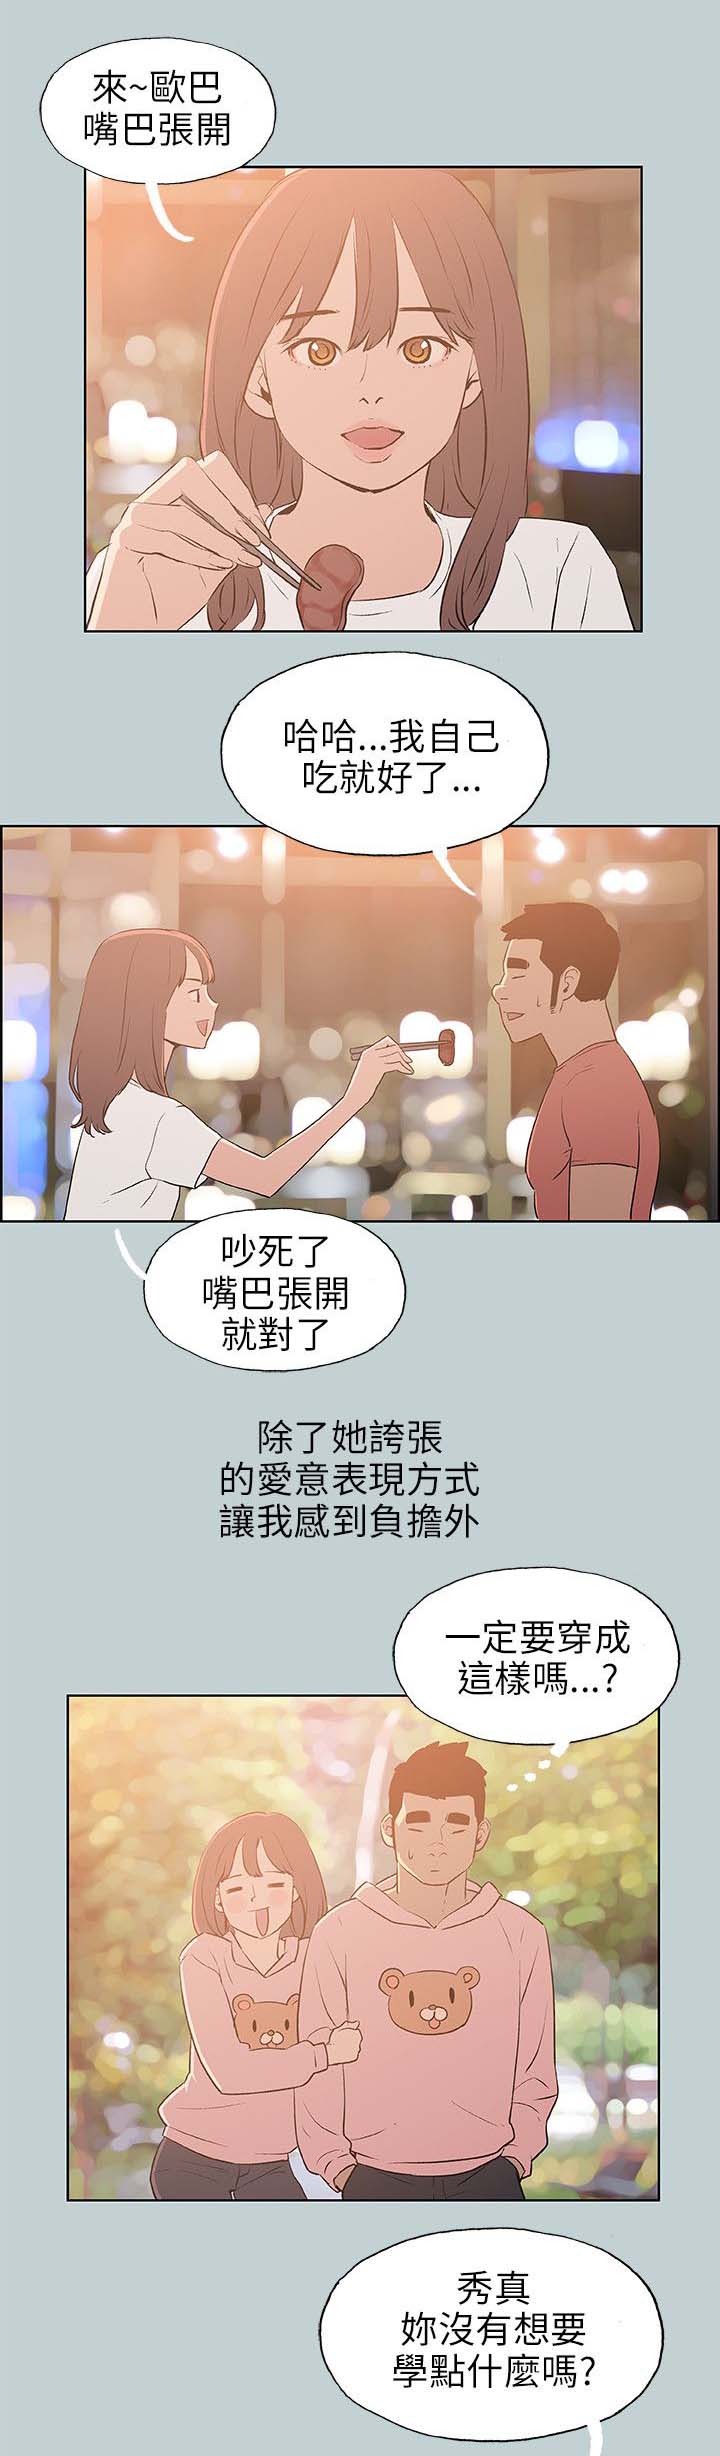 來~歐巴
嘴巴張開
哈哈...我自己
吃就好了...
吵死了
嘴巴張開
就對了
除了她誇張
的愛意表現方式
讓我感到負擔外
一定要穿成
這樣嗎...?
秀真
妳沒有想要
學點什麼嗎?